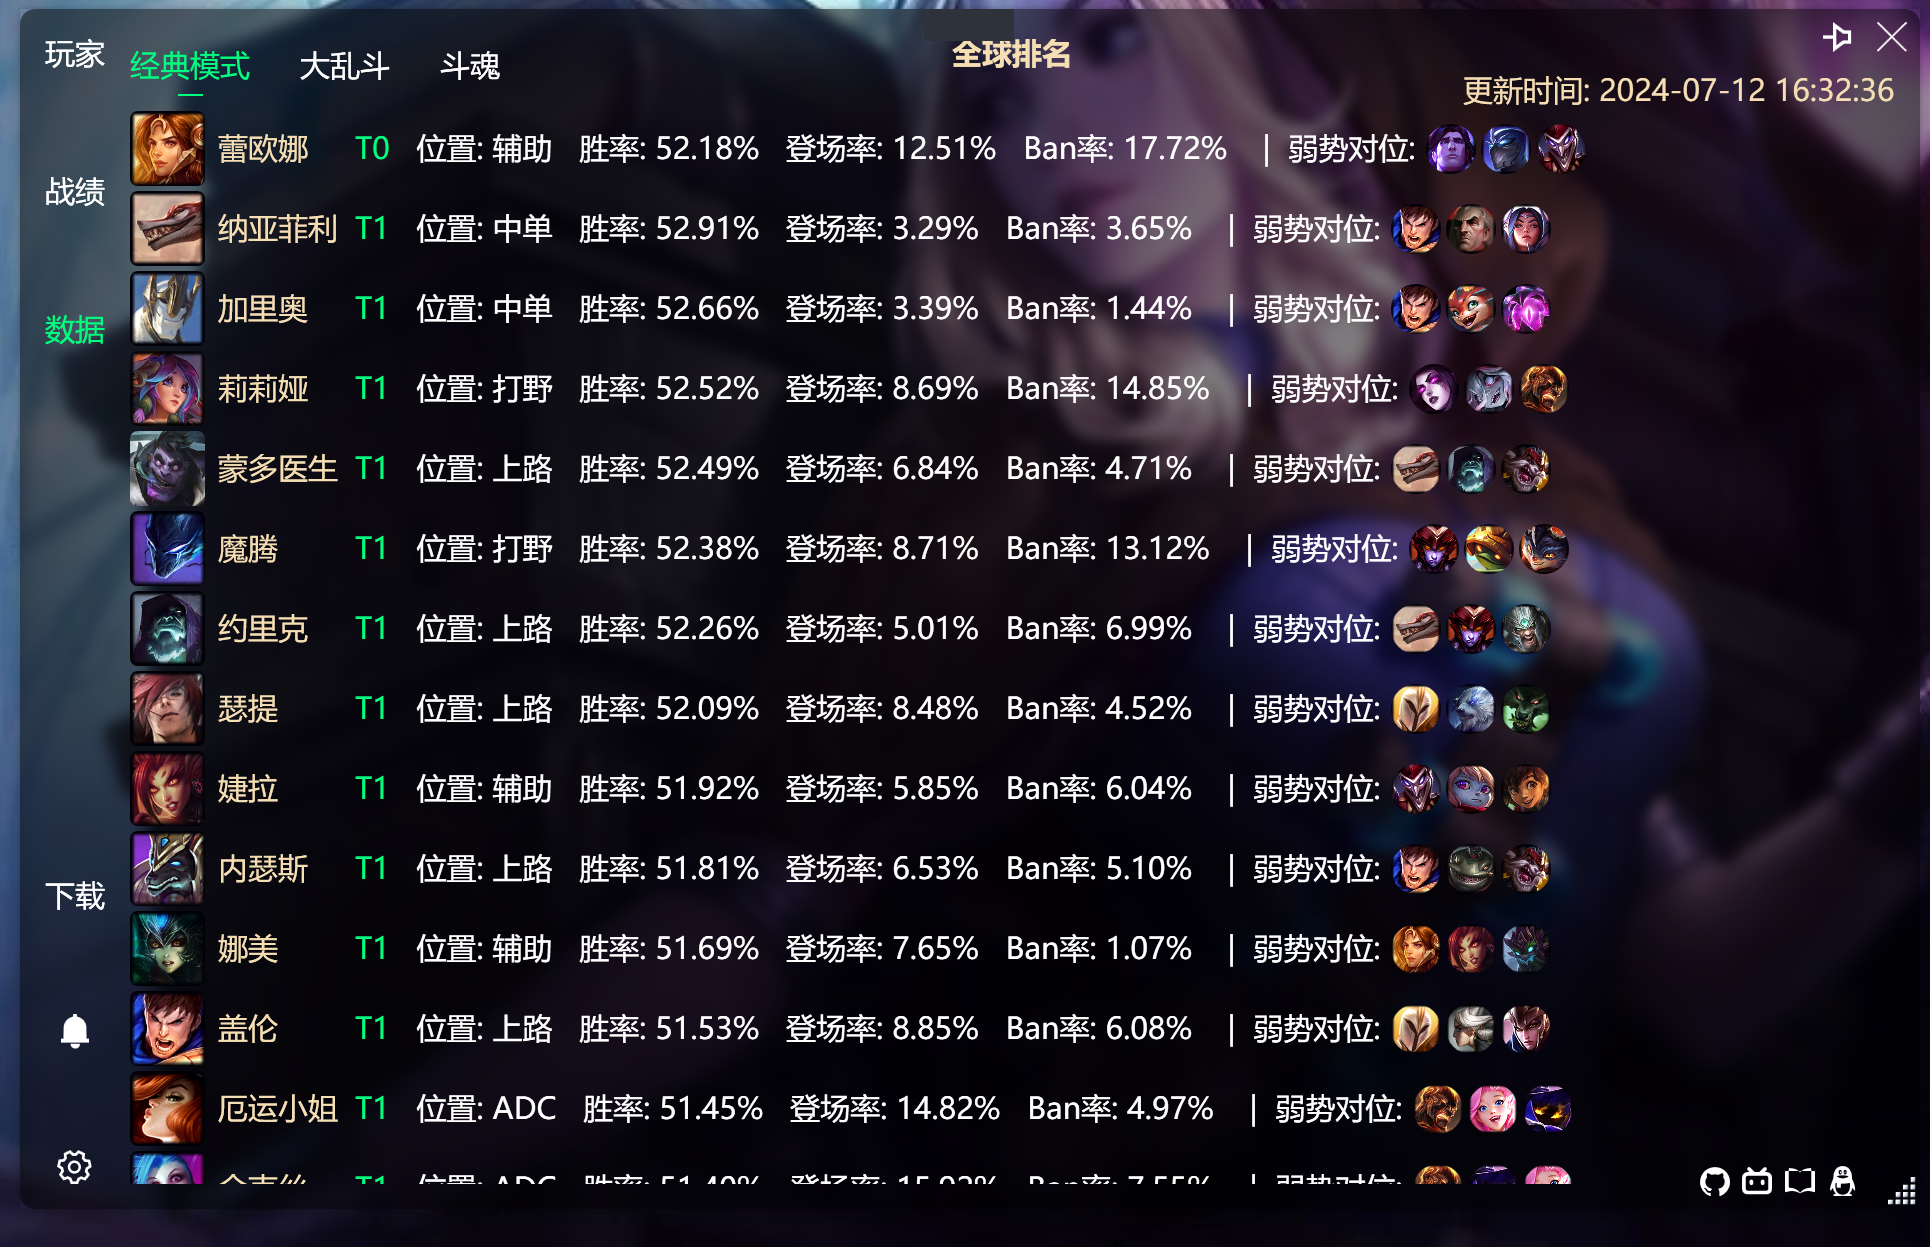 玩家
经典模式 大乱斗 斗魂
全球排名
更新时间: 2024-07-12 16:32:36
战绩
数据
下载
蕾欧娜 T0 位置: 辅助 胜率: 52.18% 登场率: 12.51% Ban率: 17.72% | 弱势对位:
纳亚菲利 T1 位置: 中单 胜率: 52.91% 登场率: 3.29% Ban率: 3.65% | 弱势对位:
加里奥 T1 位置: 中单 胜率: 52.66% 登场率: 3.39% Ban率: 1.44% | 弱势对位:
莉莉娅 T1 位置: 打野 胜率: 52.52% 登场率: 8.69% Ban率: 14.85% | 弱势对位:
蒙多医生 T1 位置: 上路 胜率: 52.49% 登场率: 6.84% Ban率: 4.71% | 弱势对位:
魔腾 T1 位置: 打野 胜率: 52.38% 登场率: 8.71% Ban率: 13.12% | 弱势对位:
约里克 T1 位置: 上路 胜率: 52.26% 登场率: 5.01% Ban率: 6.99% | 弱势对位:
瑟提 T1 位置: 上路 胜率: 52.09% 登场率: 8.48% Ban率: 4.52% | 弱势对位:
婕拉 T1 位置: 辅助 胜率: 51.92% 登场率: 5.85% Ban率: 6.04% | 弱势对位:
内瑟斯 T1 位置: 上路 胜率: 51.81% 登场率: 6.53% Ban率: 5.10% | 弱势对位:
娜美 T1 位置: 辅助 胜率: 51.69% 登场率: 7.65% Ban率: 1.07% | 弱势对位:
盖伦 T1 位置: 上路 胜率: 51.53% 登场率: 8.85% Ban率: 6.08% | 弱势对位:
厄运小姐 T1 位置: ADC 胜率: 51.45% 登场率: 14.82% Ban率: 4.97% | 弱势对位:
T1 位置: ADC 胜率: 登场率: Ban率: | 弱势对位: